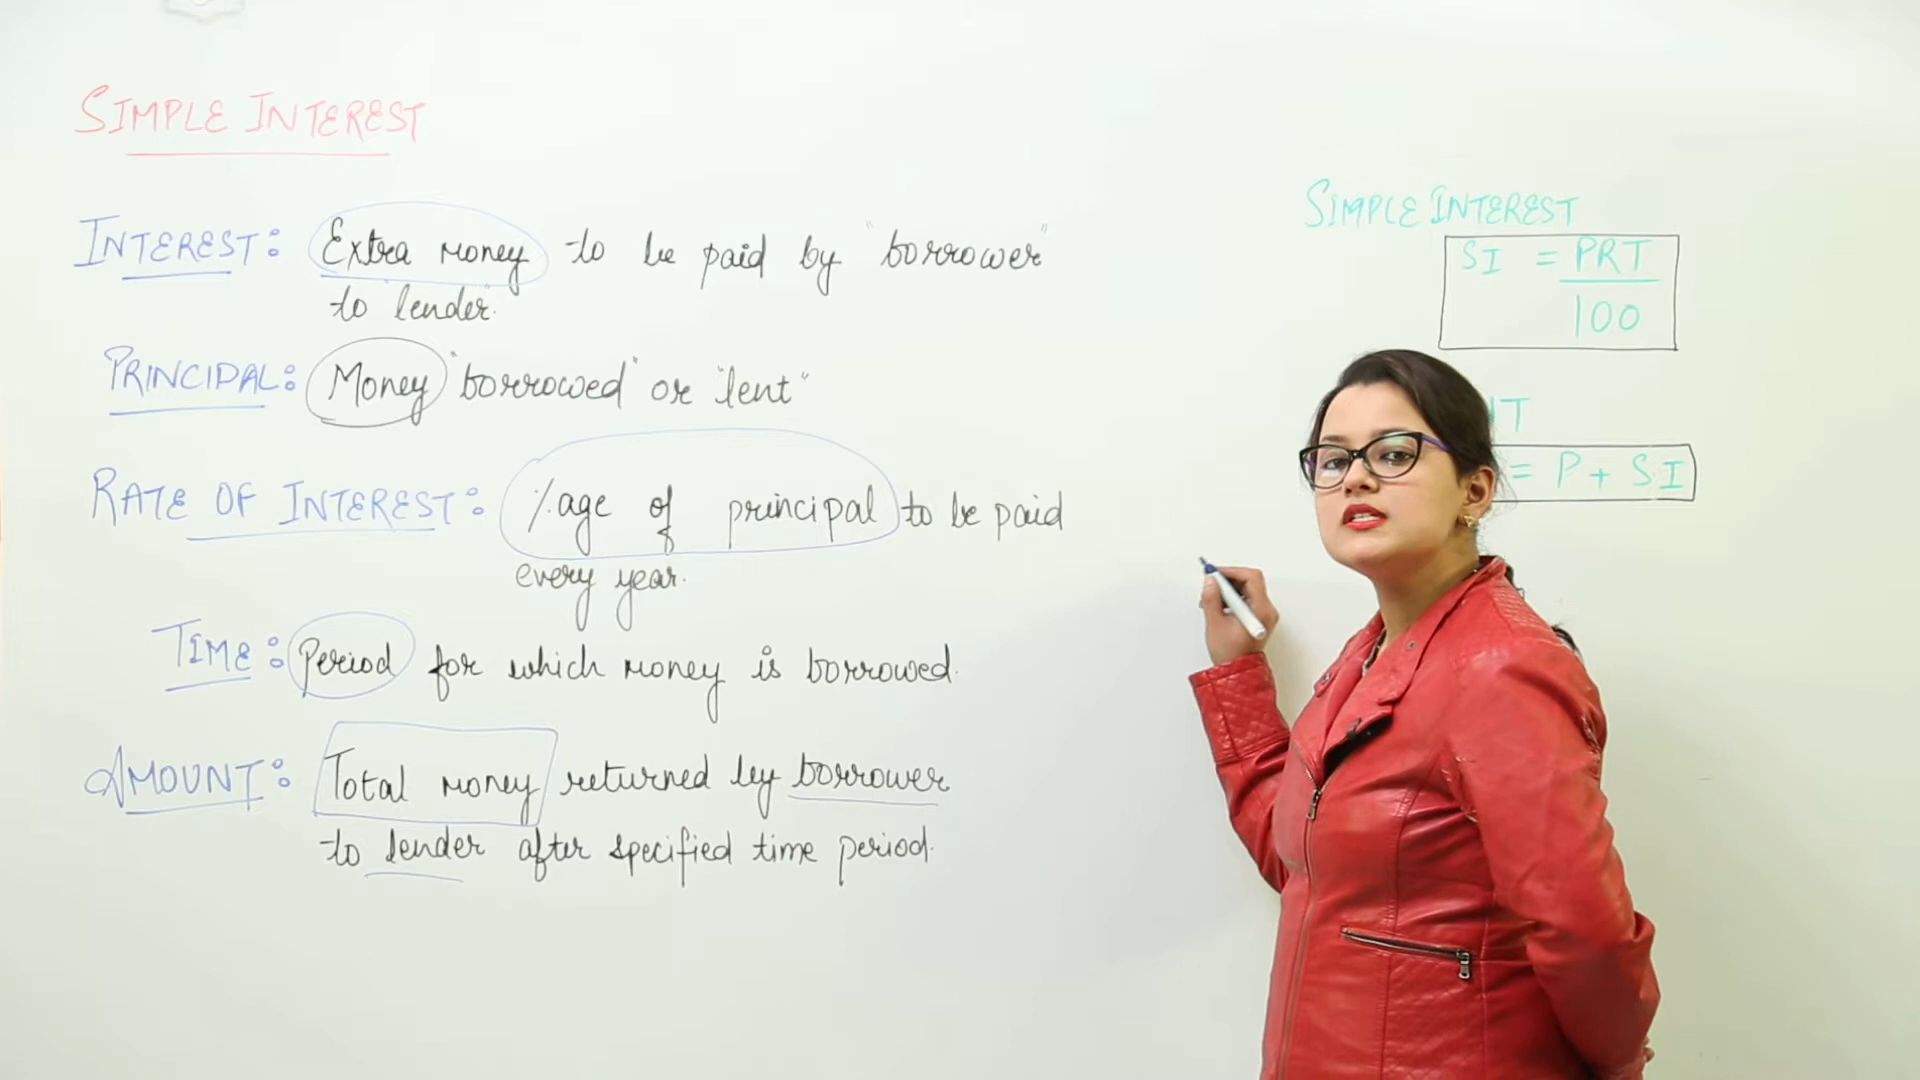 SIMPLE INTEREST
INTEREST: Extra money to be paid by "borrower"
to "lender".
PRINCIPAL: Money "borrowed" or "lent"
RATE OF INTEREST: %age of principal to be paid
every year.
TIME: Period for which money is borrowed.
AMOUNT: Total money returned by borrower
to lender after specified time period.
SIMPLE INTEREST
SI = PRT
100
NT
= P + S.I